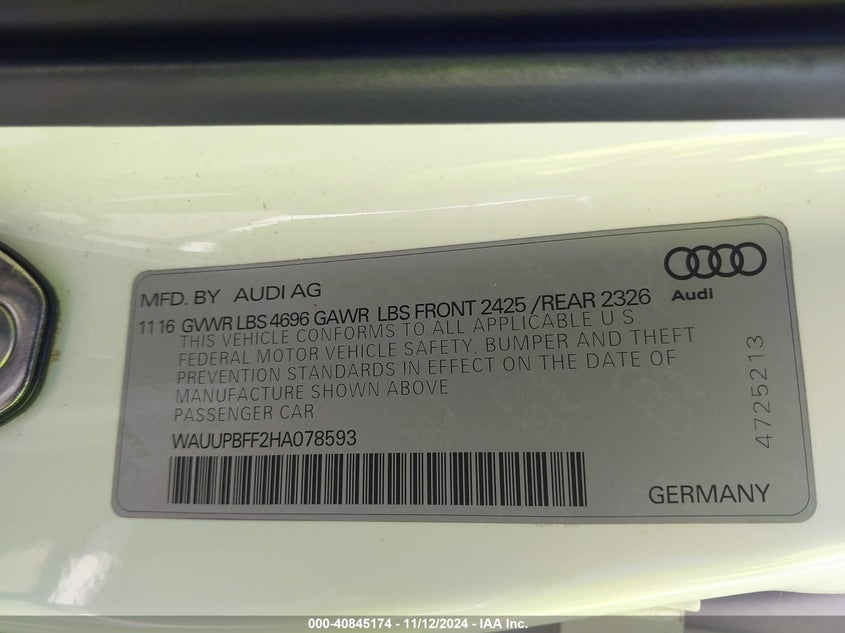 MFD. BY AUDI AG
Audi
11 16 GVWR LBS 4696 GAWR LBS FRONT 2425 /REAR 2326
THIS VEHICLE CONFORMS TO ALL APPLICABLE U.S.
FEDERAL MOTOR VEHICLE SAFETY, BUMPER AND THEFT
PREVENTION STANDARDS IN EFFECT ON THE DATE OF
MANUFACTURE SHOWN ABOVE
PASSENGER CAR
WAUUPBFF2HA078593
4725213
GERMANY
000-40845174 - 11/12/2024 - IAA Inc.